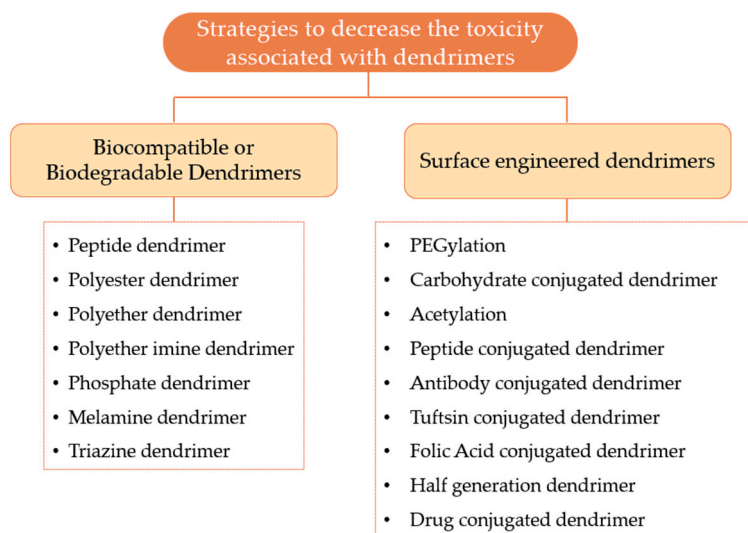 Strategies to decrease the toxicity
associated with dendrimers
Biocompatible or
Biodegradable Dendrimers
Surface engineered dendrimers
• Peptide dendrimer
• Polyester dendrimer
• Polyether dendrimer
• Polyether imine dendrimer
• Phosphate dendrimer
• Melamine dendrimer
• Triazine dendrimer
• PEGylation
• Carbohydrate conjugated dendrimer
• Acetylation
• Peptide conjugated dendrimer
• Antibody conjugated dendrimer
• Tuftsin conjugated dendrimer
• Folic Acid conjugated dendrimer
• Half generation dendrimer
• Drug conjugated dendrimer